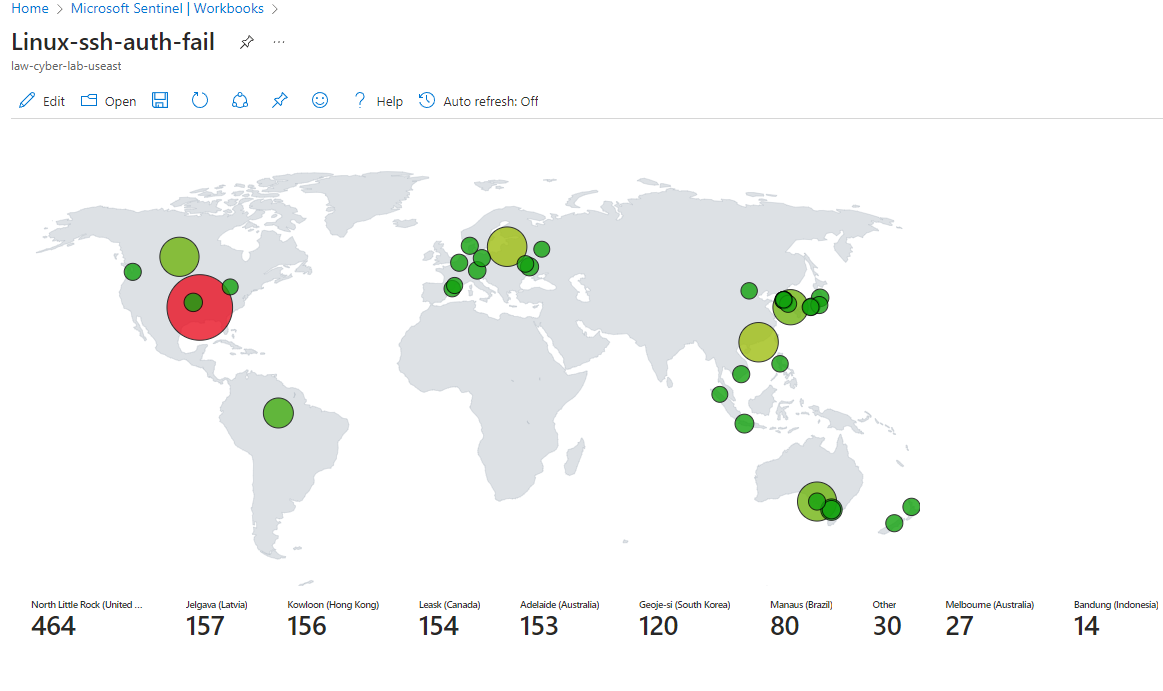 Home > Microsoft Sentinel | Workbooks >
Linux-ssh-auth-fail ...
law-cyber-lab-useast
Edit Open Help Auto refresh: Off
North Little Rock (United ... Jelgava (Latvia) Kowloon (Hong Kong) Leask (Canada) Adelaide (Australia) Geoje-si (South Korea) Manaus (Brazil) Other Melbourne (Australia) Bandung (Indonesia)
464 157 156 154 153 120 80 30 27 14